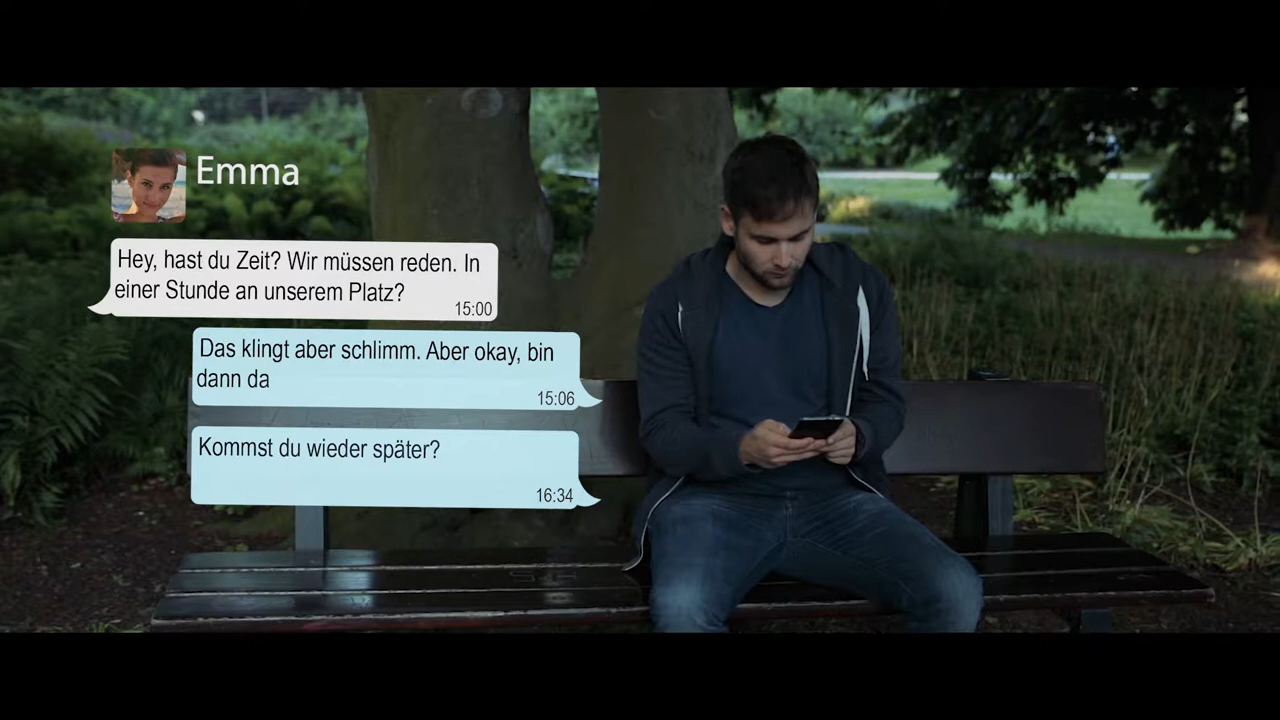 Emma
Hey, hast du Zeit? Wir müssen reden. In
einer Stunde an unserem Platz?
15:00
Das klingt aber schlimm. Aber okay, bin
dann da
15:06
Kommst du wieder später?
16:34